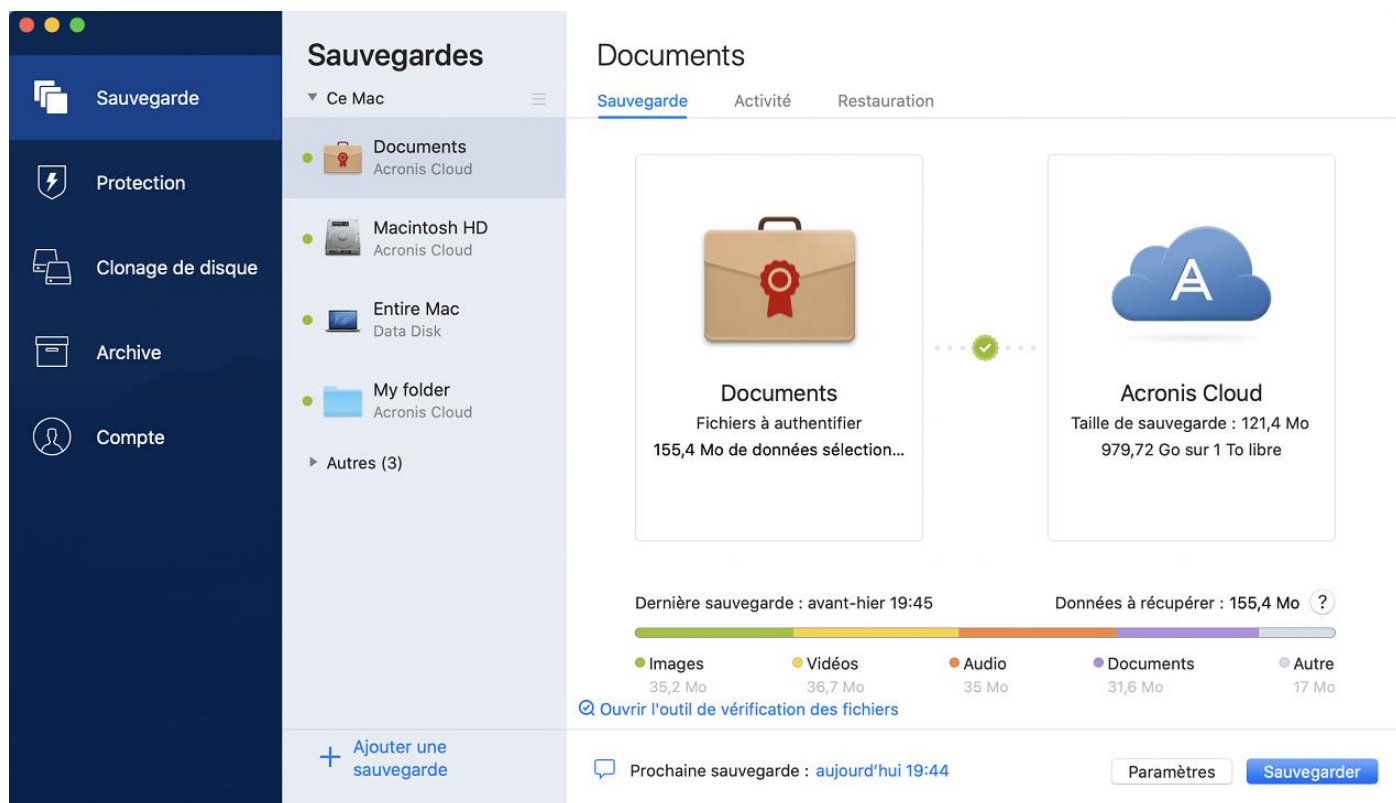 Sauvegarde
Protection
Clonage de disque
Archive
Compte
Sauvegardes
Ce Mac
Documents
Acronis Cloud
Macintosh HD
Acronis Cloud
Entire Mac
Data Disk
My folder
Acronis Cloud
Autres (3)
Ajouter une
sauvegarde
Documents
Sauvegarde Activité Restauration
Documents
Fichiers à authentifier
155,4 Mo de données sélection...
A
Acronis Cloud
Taille de sauvegarde : 121,4 Mo
979,72 Go sur 1 To libre
Dernière sauvegarde : avant-hier 19:45
Données à récupérer : 155,4 Mo ?
Images Vidéos Audio Documents Autre
35,2 Mo 36,7 Mo 35 Mo 31,6 Mo 17 Mo
Ouvrir l'outil de vérification des fichiers
Prochaine sauvegarde : aujourd'hui 19:44
Paramètres Sauvegarder